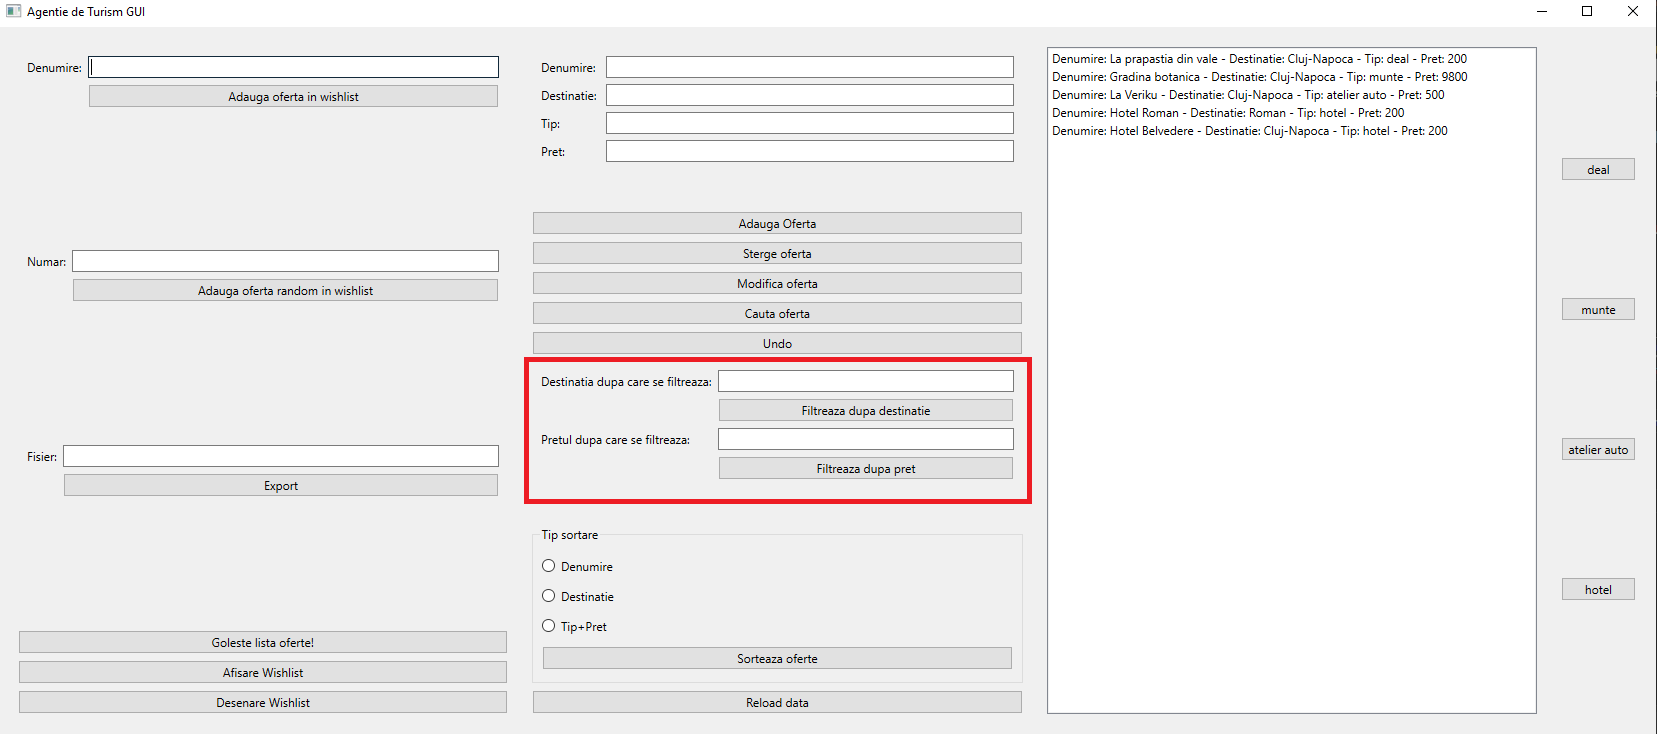 Agentie de Turism GUI
Denumire:
Adauga oferta in wishlist
Numar:
Adauga oferta random in wishlist
Fisier:
Export
Goleste lista oferte!
Afisare Wishlist
Desenare Wishlist
Denumire:
Destinatie:
Tip:
Pret:
Adauga Oferta
Sterge oferta
Modifica oferta
Cauta oferta
Undo
Destinatia dupa care se filtreaza:
Filtreaza dupa destinatie
Pretul dupa care se filtreaza:
Filtreaza dupa pret
Tip sortare
Denumire
Destinatie
Tip+Pret
Sorteaza oferte
Reload data
Denumire: La prapastia din vale - Destinatie: Cluj-Napoca - Tip: deal - Pret: 200
Denumire: Gradina botanica - Destinatie: Cluj-Napoca - Tip: munte - Pret: 9800
Denumire: La Veriku - Destinatie: Cluj-Napoca - Tip: atelier auto - Pret: 500
Denumire: Hotel Roman - Destinatie: Roman - Tip: hotel - Pret: 200
Denumire: Hotel Belvedere - Destinatie: Cluj-Napoca - Tip: hotel - Pret: 200
deal
munte
atelier auto
hotel